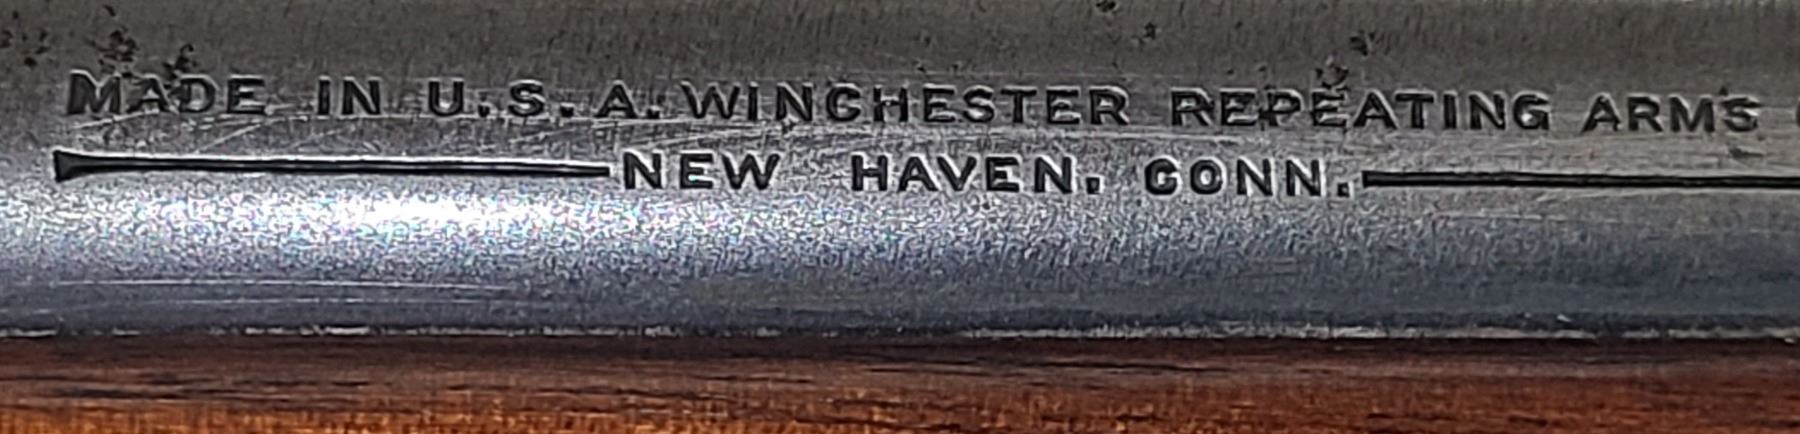 MADE IN U.S.A. WINCHESTER REPEATING ARMS
NEW HAVEN. CONN.